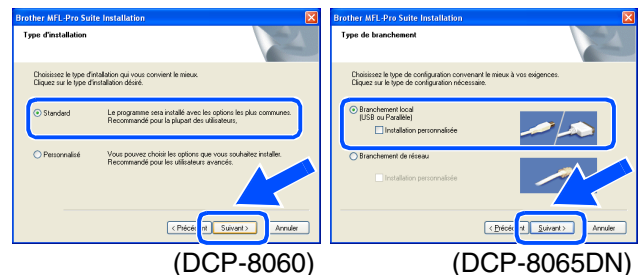 Brother MFL-Pro Suite Installation
Type d'installation
Choisissez le type d'intallation qui vous convient le mieux.
Cliquez sur le type d'installation désiré.
Standard
Le programme sera installé avec les options les plus communes.
Recommandé pour la plupart des utilisateurs,
Personnalisé
Vous pouvez choisir les options que vous souhaitez installer.
Recommandé pour les utilisateurs avancés.
Suivant >
Annuler
(DCP-8060)
Brother MFL-Pro Suite Installation
Type de branchement
Choisissez le type de configuration convenant le mieux à vos exigences.
Cliquez sur le type de configuration nécessaire.
Branchement local
(USB ou Parallèle)
Installation personnalisée
Branchement de réseau
Installation personnalisée
Suivant >
Annuler
(DCP-8065DN)